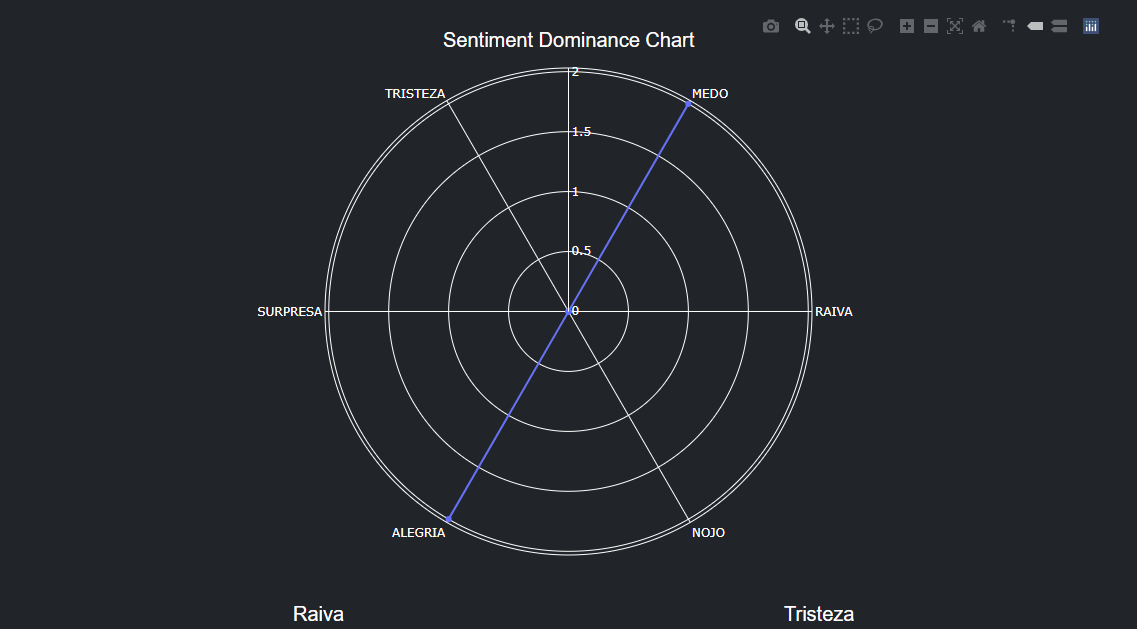 Sentiment Dominance Chart
2
TRISTEZA
MEDO
1.5
1
0.5
SURPRESA
0
RAIVA
ALEGRIA
NOJO
Raiva
Tristeza